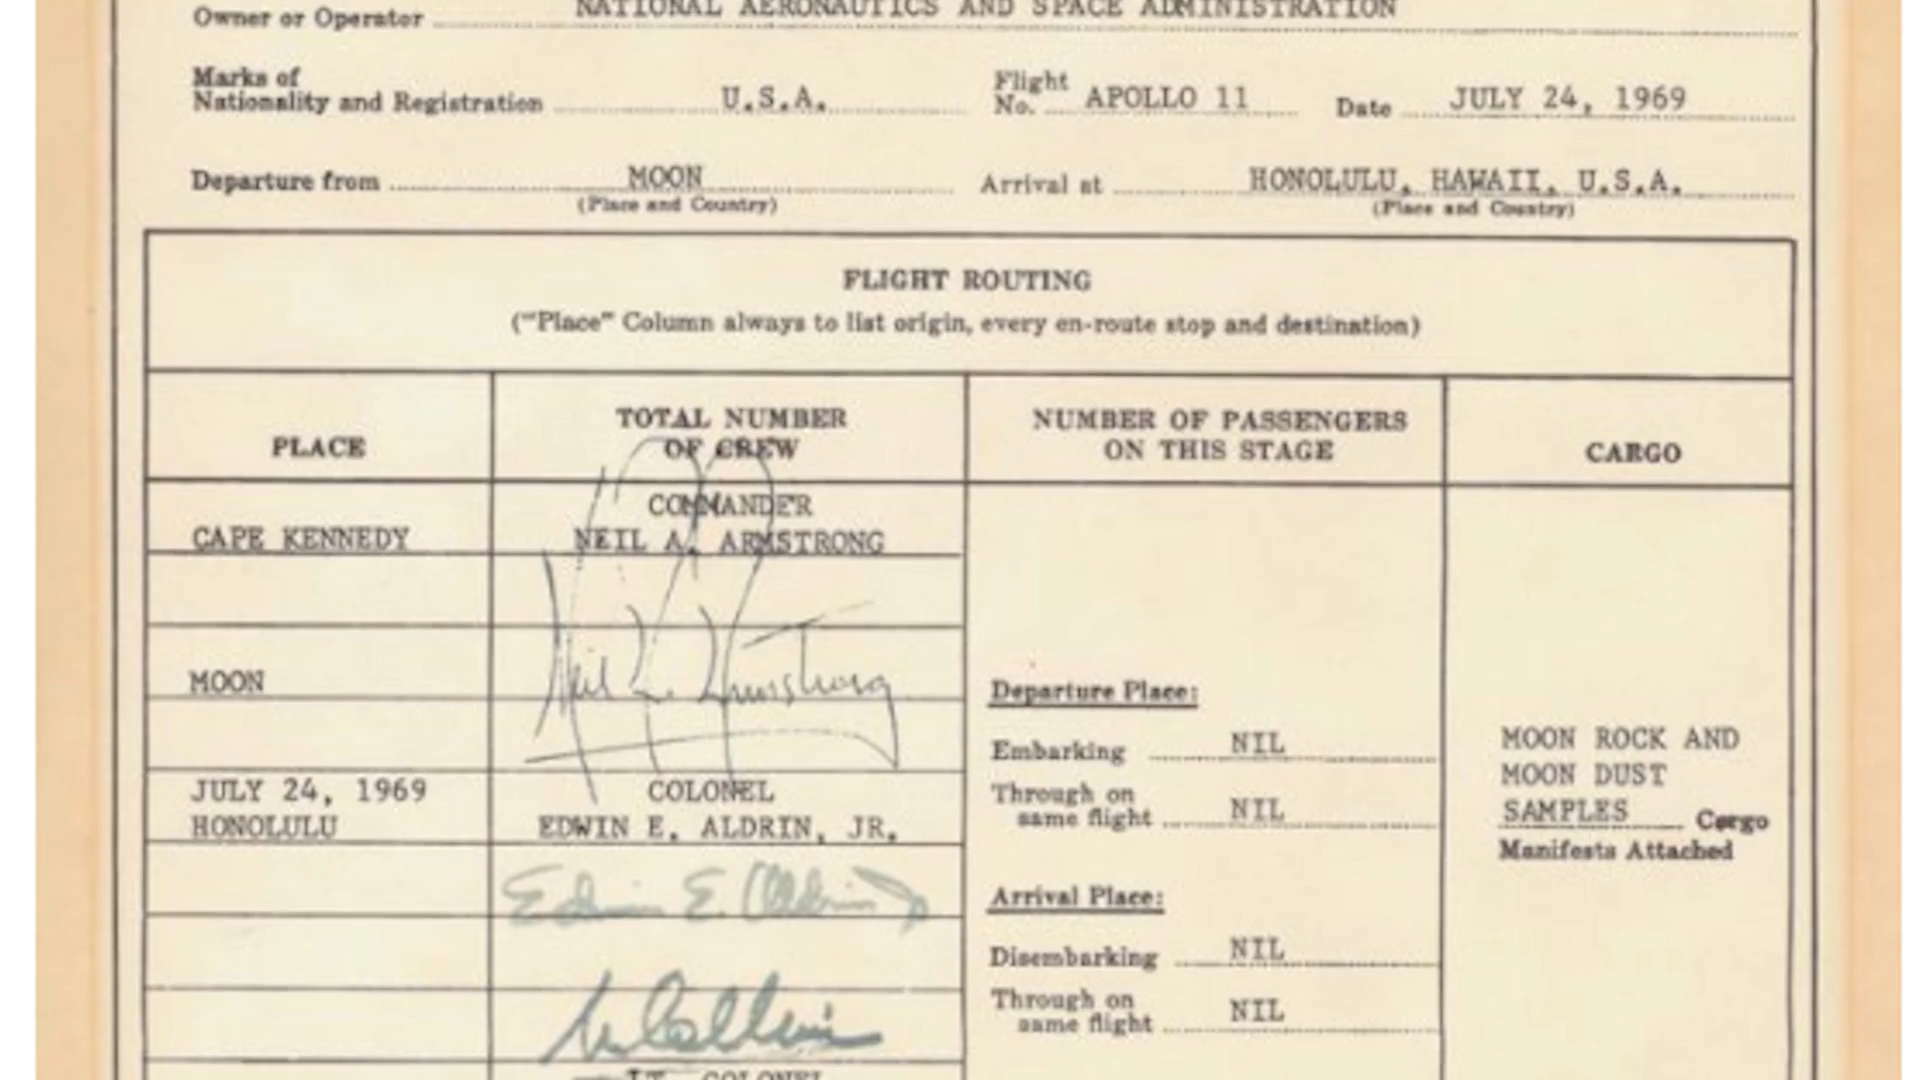 Owner or Operator NATIONAL AERONAUTICS AND SPACE ADMINISTRATION
Marks of
Nationality and Registration U.S.A.
Flight
No. APOLLO 11
Date JULY 24, 1969
Departure from MOON
(Place and Country)
Arrival at HONOLULU, HAWAII, U.S.A.
(Place and Country)
FLIGHT ROUTING
("Place" Column always to list origin, every en-route stop and destination)
PLACE
TOTAL NUMBER
OF CREW
NUMBER OF PASSENGERS
ON THIS STAGE
CARGO
CAPE KENNEDY
COMMANDER
NEIL A. ARMSTRONG
Neil A. Armstrong
MOON
JULY 24, 1969
HONOLULU
COLONEL
EDWIN E. ALDRIN, JR.
Edwin E. Aldrin Jr
M Collins
LT. COLONEL
Departure Place:
Embarking NIL
Through on
same flight NIL
Arrival Place:
Disembarking NIL
Through on
same flight NIL
MOON ROCK AND
MOON DUST
SAMPLES Cargo
Manifests Attached